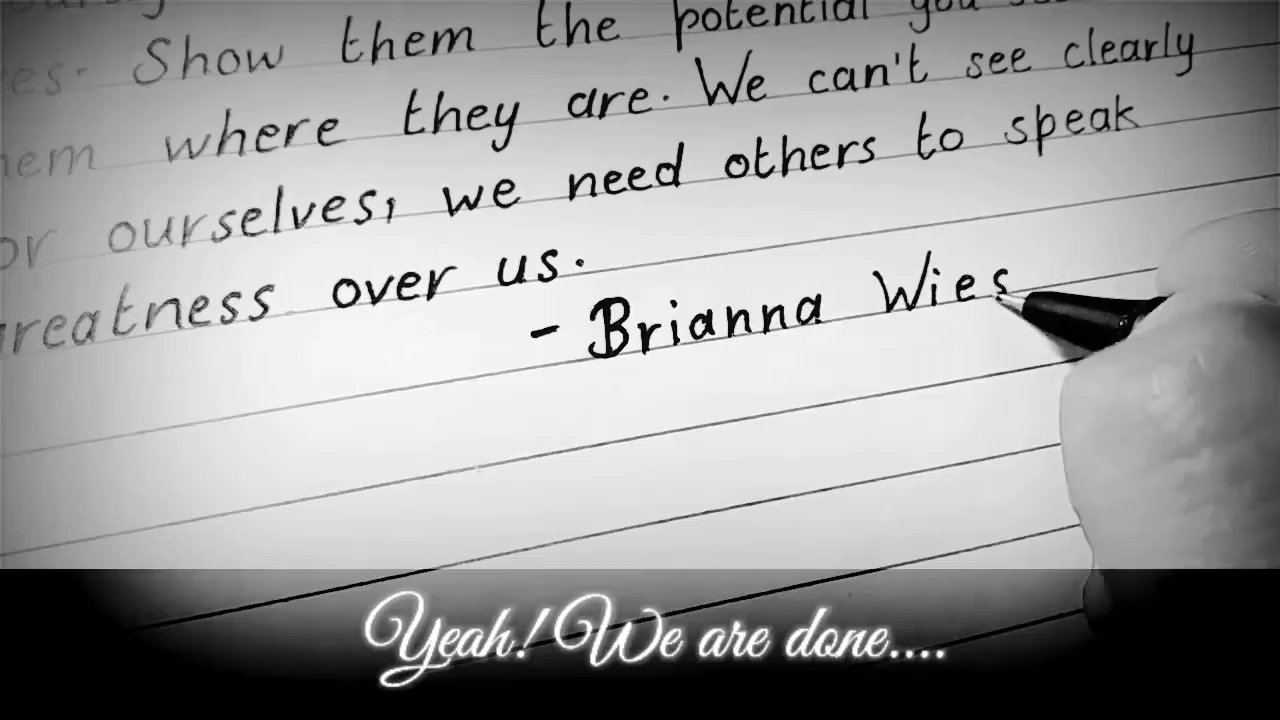 Show them the potential you
where they are. We can't see clearly
ourselves, we need others to speak
greatness over us.
- Brianna Wies
Yeah! We are done....